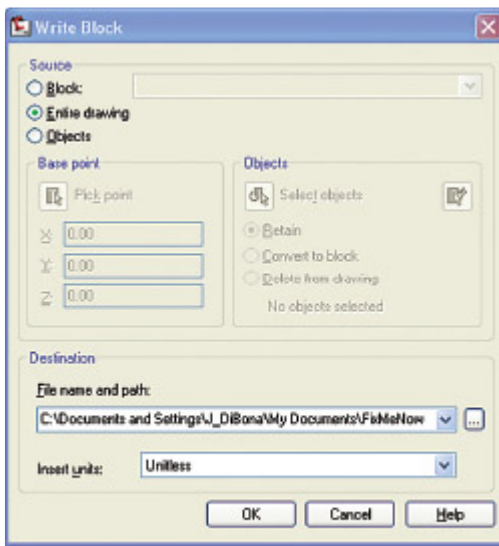 Write Block
Source
Block:
Entire drawing
Objects
Base point
Pick point
X: 0.00
Y: 0.00
Z: 0.00
Objects
Select objects
Retain
Convert to block
Delete from drawing
No objects selected
Destination
File name and path:
C:\Documents and Settings\J_DiBona\My Documents\FixMeNow
...
Insert units: Unitless
OK Cancel Help